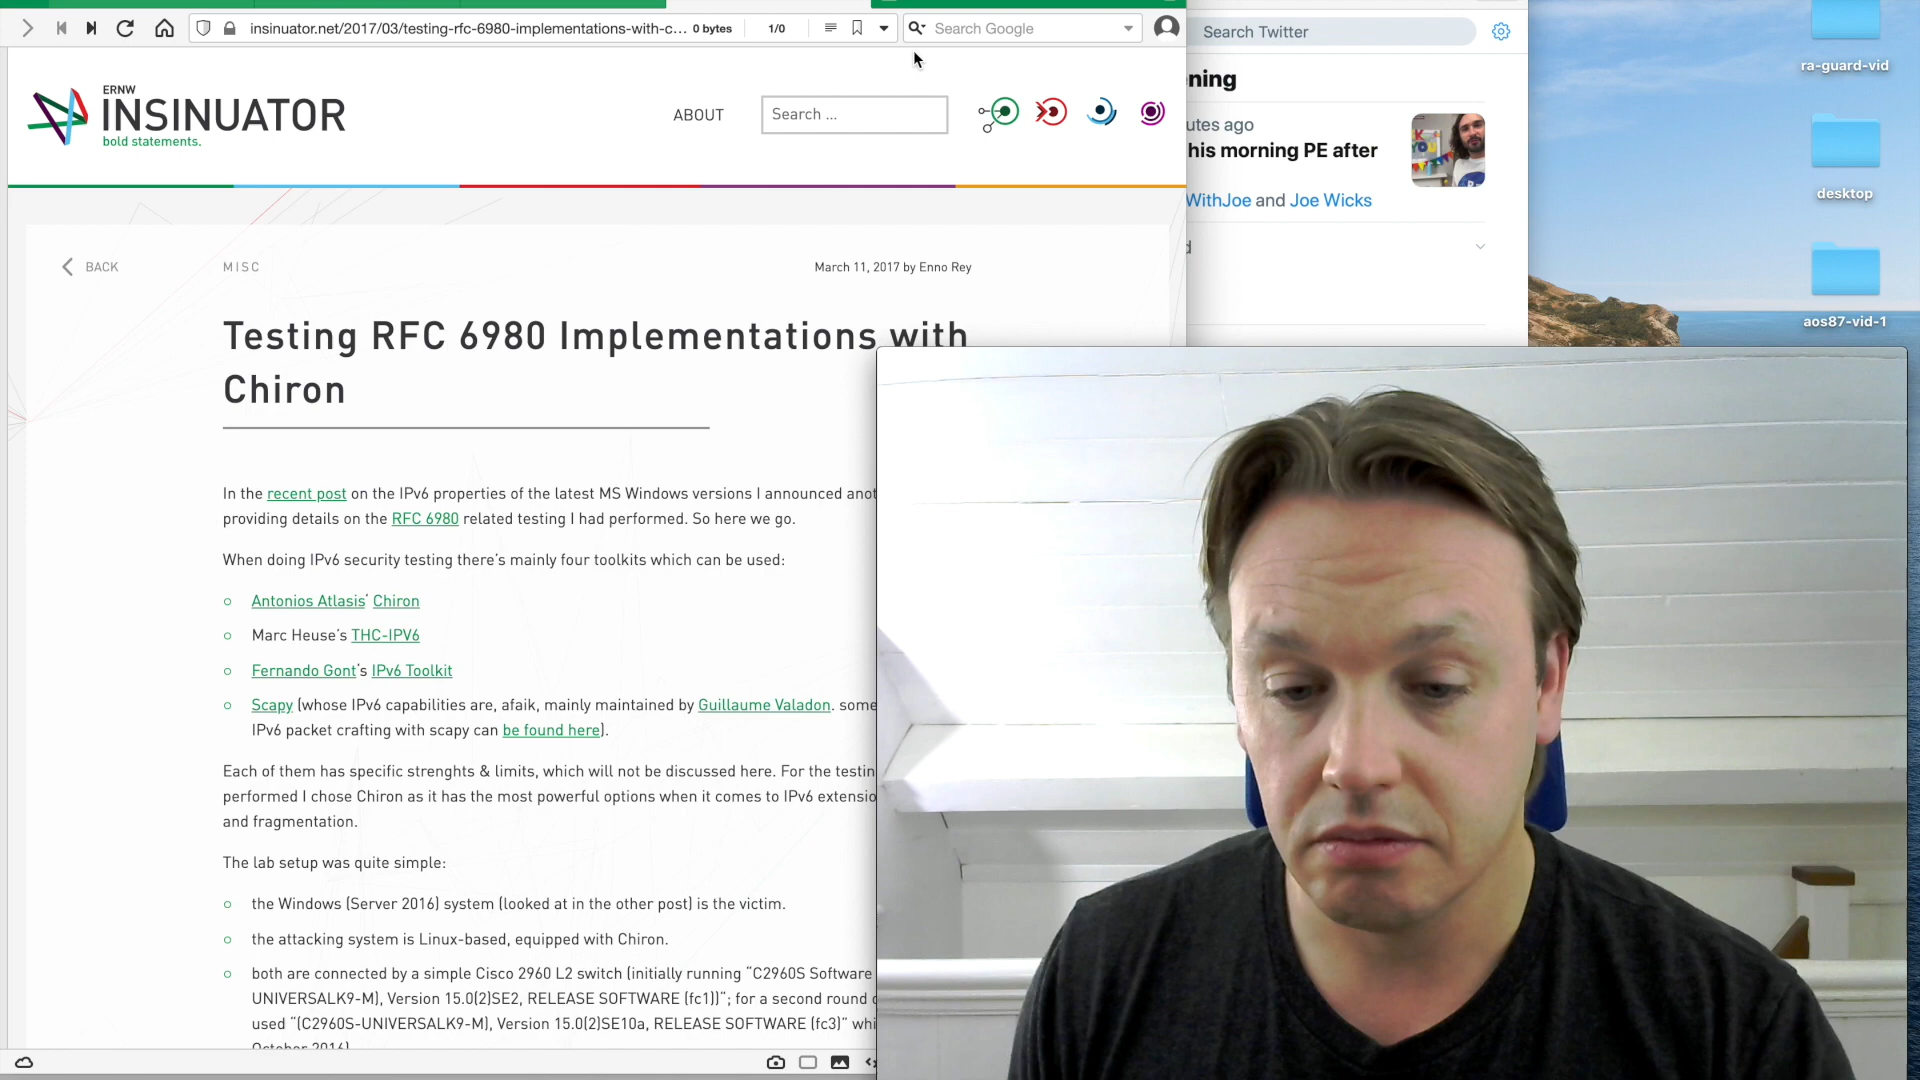 insinuator.net/2017/03/testing-rfc-6980-implementations-with-c... 0 bytes 1/0 Search Google
Search Twitter
ERNW
INSINUATOR
bold statements.
ABOUT
Search ...
ning
utes ago
his morning PE after
WithJoe and Joe Wicks
ra-guard-vid
desktop
aos87-vid-1
BACK
MISC
March 11, 2017 by Enno Rey
Testing RFC 6980 Implementations with
Chiron
In the recent post on the IPv6 properties of the latest MS Windows versions I announced anot
providing details on the RFC 6980 related testing I had performed. So here we go.
When doing IPv6 security testing there's mainly four toolkits which can be used:
Antonios Atlasis' Chiron
Marc Heuse's THC-IPV6
Fernando Gont's IPv6 Toolkit
Scapy (whose IPv6 capabilities are, afaik, mainly maintained by Guillaume Valadon. some
IPv6 packet crafting with scapy can be found here).
Each of them has specific strenghts & limits, which will not be discussed here. For the testin
performed I chose Chiron as it has the most powerful options when it comes to IPv6 extensio
and fragmentation.
The lab setup was quite simple:
the Windows (Server 2016) system (looked at in the other post) is the victim.
the attacking system is Linux-based, equipped with Chiron.
both are connected by a simple Cisco 2960 L2 switch (initially running "C2960S Software
UNIVERSALK9-M), Version 15.0(2)SE2, RELEASE SOFTWARE (fc1))"; for a second round
used "(C2960S-UNIVERSALK9-M), Version 15.0(2)SE10a, RELEASE SOFTWARE (fc3)" whi
October 2016)